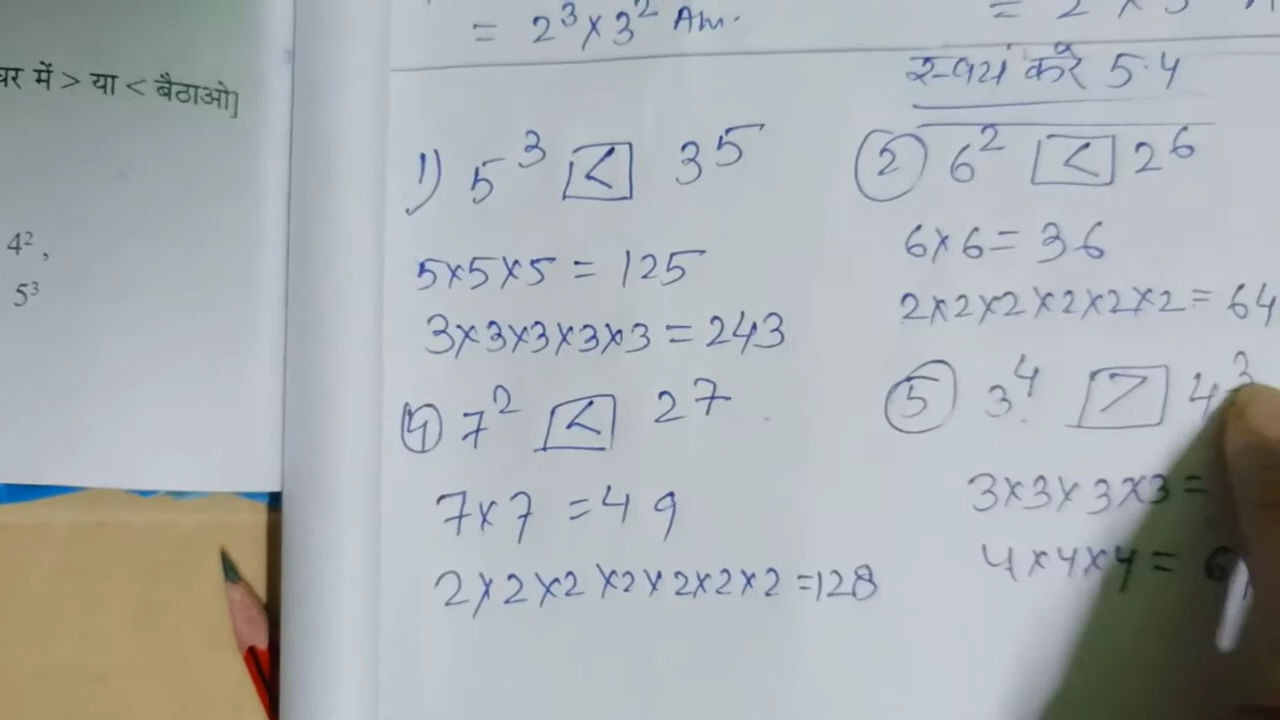 = 2³ × 3² Ans.
घर में > या < बैठाओ]
4²,
5³
स्वयं करे 5.4
1) 5³ < 3⁵
5×5×5 = 125
3×3×3×3×3 = 243
② 6² < 2⁶
6×6 = 36
2×2×2×2×2×2 = 64
④ 7² < 2⁷
7×7 = 49
2×2×2×2×2×2×2 = 128
⑤ 3⁴ > 4³
3×3×3×3 =
4×4×4 =